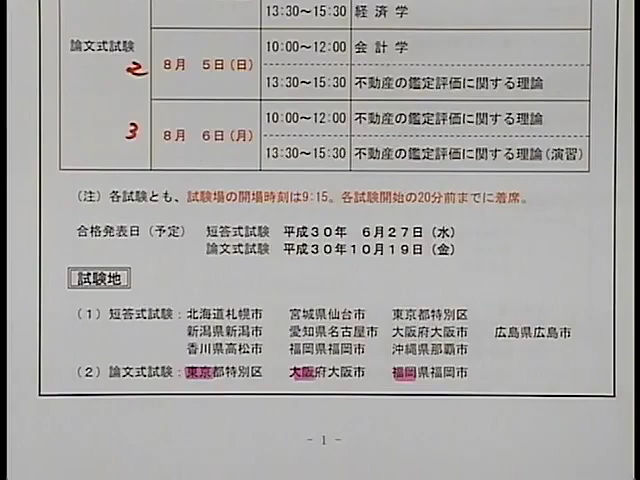 13:30～15:30 経済学
論文式試験
2 8月 5日(日) 10:00～12:00 会計学
13:30～15:30 不動産の鑑定評価に関する理論
3 8月 6日(月) 10:00～12:00 不動産の鑑定評価に関する理論
13:30～15:30 不動産の鑑定評価に関する理論(演習)
（注）各試験とも、試験場の開場時刻は9:15。各試験開始の20分前までに着席。
合格発表日（予定） 短答式試験 平成30年 6月27日（水）
論文式試験 平成30年10月19日（金）
試験地
（1）短答式試験：北海道札幌市 宮城県仙台市 東京都特別区
新潟県新潟市 愛知県名古屋市 大阪府大阪市 広島県広島市
香川県高松市 福岡県福岡市 沖縄県那覇市
（2）論文式試験：東京都特別区 大阪府大阪市 福岡県福岡市
- 1 -